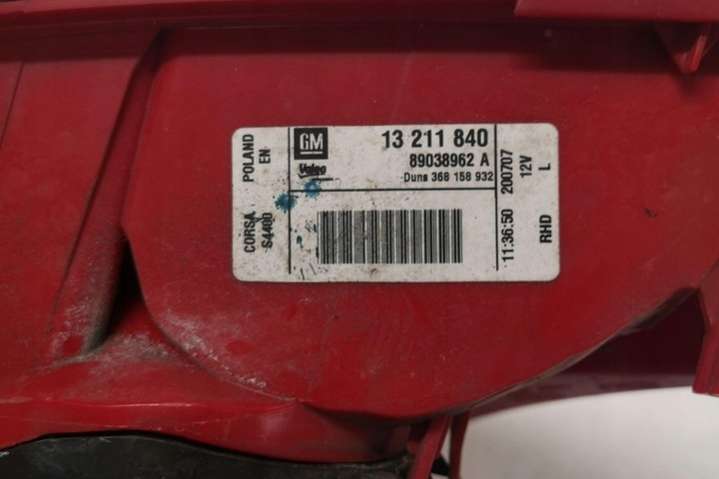 GM
13 211 840
Valeo
89038962 A
Duns 368 158 932
CORSA POLAND
S4400 EN
11:36:50 200707
12V
RHD L